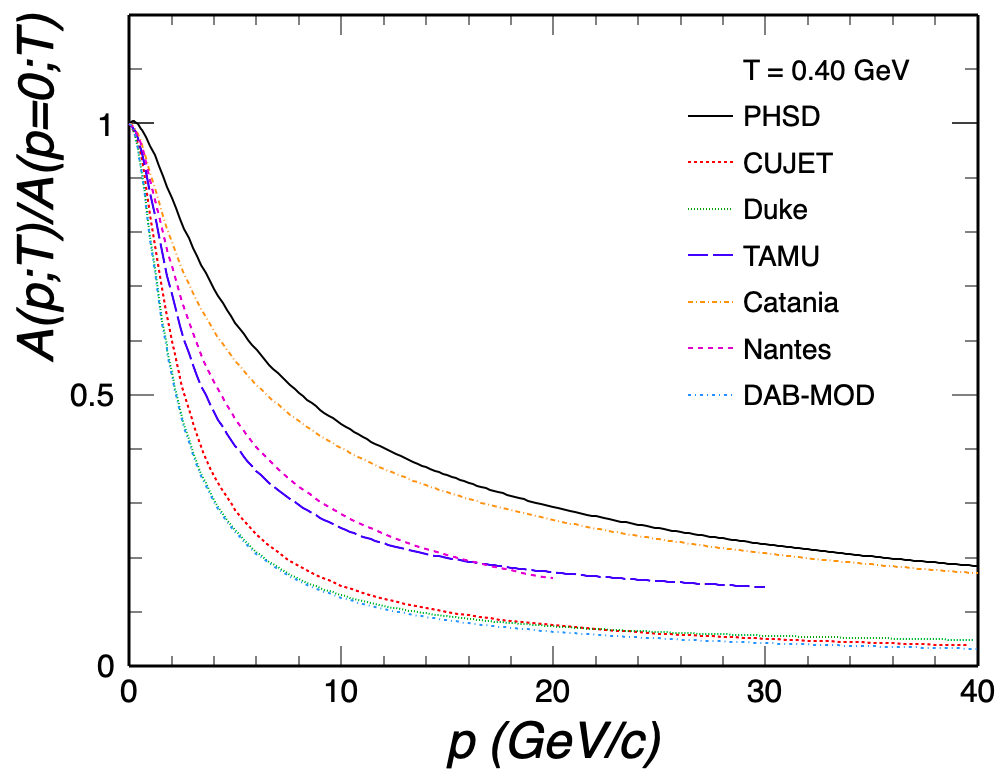 A(p;T)/A(p=0;T)
1
0.5
0
T = 0.40 GeV
PHSD
CUJET
Duke
TAMU
Catania
Nantes
DAB-MOD
0 10 20 30 40
p (GeV/c)